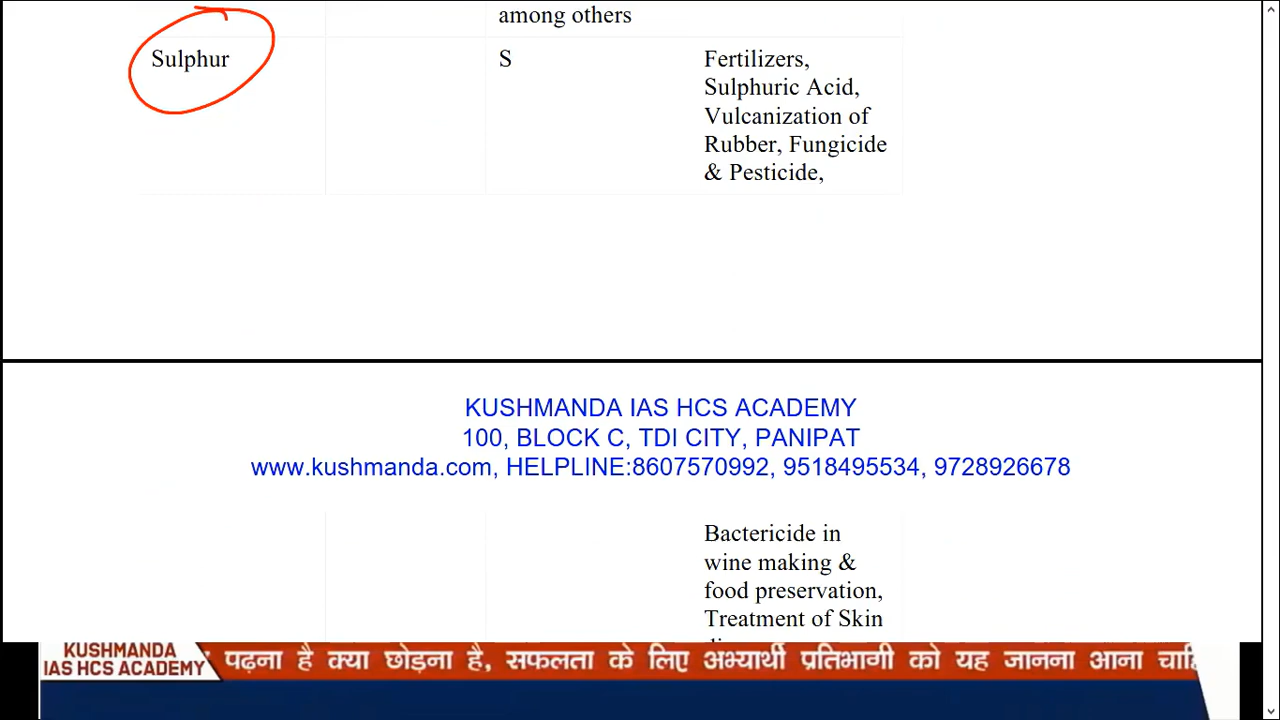 among others
Sulphur S Fertilizers,
Sulphuric Acid,
Vulcanization of
Rubber, Fungicide
& Pesticide,
KUSHMANDA IAS HCS ACADEMY
100, BLOCK C, TDI CITY, PANIPAT
www.kushmanda.com, HELPLINE:8607570992, 9518495534, 9728926678
Bactericide in
wine making &
food preservation,
Treatment of Skin
KUSHMANDA
IAS HCS ACADEMY
पढ़ना है क्या छोड़ना है, सफलता के लिए अभ्यार्थी प्रतिभागी को यह जानना आना